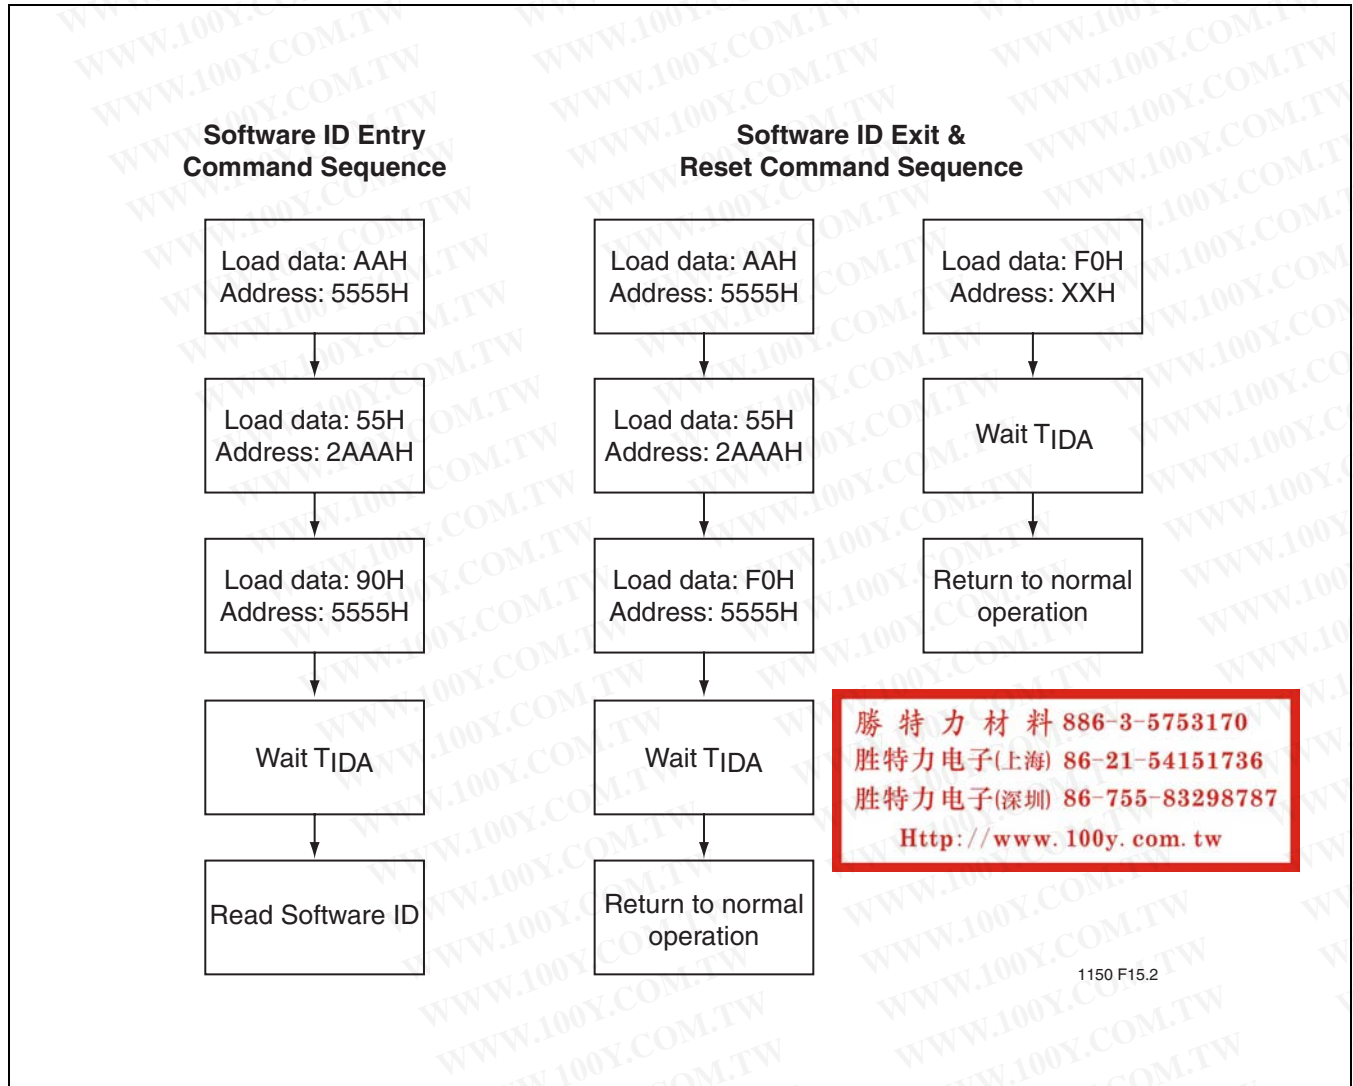 Software ID Entry
Command Sequence
Load data: AAH
Address: 5555H
Load data: 55H
Address: 2AAAH
Load data: 90H
Address: 5555H
Wait TIDA
Read Software ID
Software ID Exit &
Reset Command Sequence
Load data: AAH
Address: 5555H
Load data: 55H
Address: 2AAAH
Load data: F0H
Address: 5555H
Wait TIDA
Return to normal
operation
Load data: F0H
Address: XXH
Wait TIDA
Return to normal
operation
勝 特 力 材 料 886-3-5753170
胜特力电子(上海) 86-21-54151736
胜特力电子(深圳) 86-755-83298787
Http://www.100y.com.tw
1150 F15.2
WWW.100Y.COM.TW